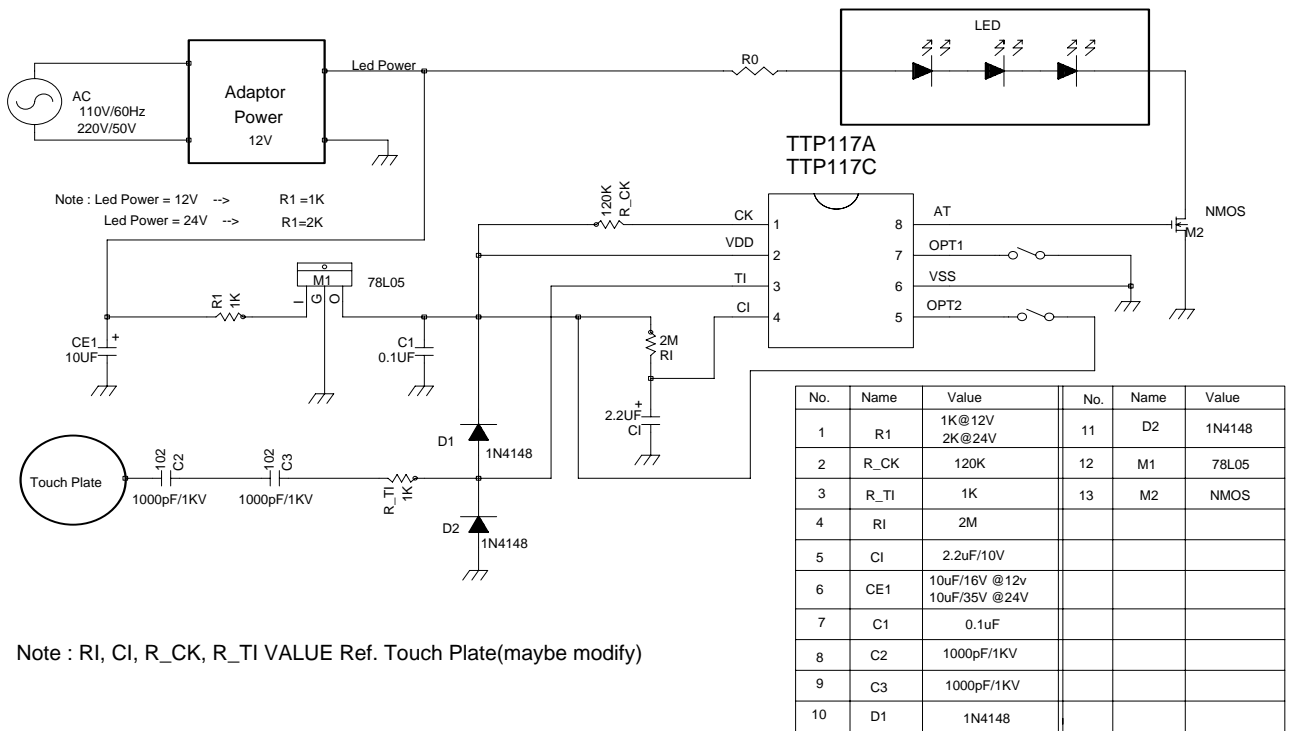 AC
110V/60Hz
220V/50V
Adaptor
Power
12V
Led Power
R0
LED
TTP117A
TTP117C
Note : Led Power = 12V --> R1 =1K
Led Power = 24V --> R1=2K
120K
R_CK
CK
VDD
TI
CI
1
2
3
4
8
7
6
5
AT
OPT1
VSS
OPT2
NMOS
M2
R1
1K
M1
I
G
O
78L05
CE1
10UF
+
C1
0.1UF
2M
RI
2.2UF
+
CI
D1
1N4148
Touch Plate
102
C2
1000pF/1KV
102
C3
1000pF/1KV
R_TI
1K
D2
1N4148
No. Name Value No. Name Value
1 R1 1K@12V
2K@24V
11 D2 1N4148
2 R_CK 120K 12 M1 78L05
3 R_TI 1K 13 M2 NMOS
4 RI 2M
5 CI 2.2uF/10V
6 CE1 10uF/16V @12v
10uF/35V @24V
7 C1 0.1uF
8 C2 1000pF/1KV
9 C3 1000pF/1KV
10 D1 1N4148
Note : RI, CI, R_CK, R_TI VALUE Ref. Touch Plate(maybe modify)